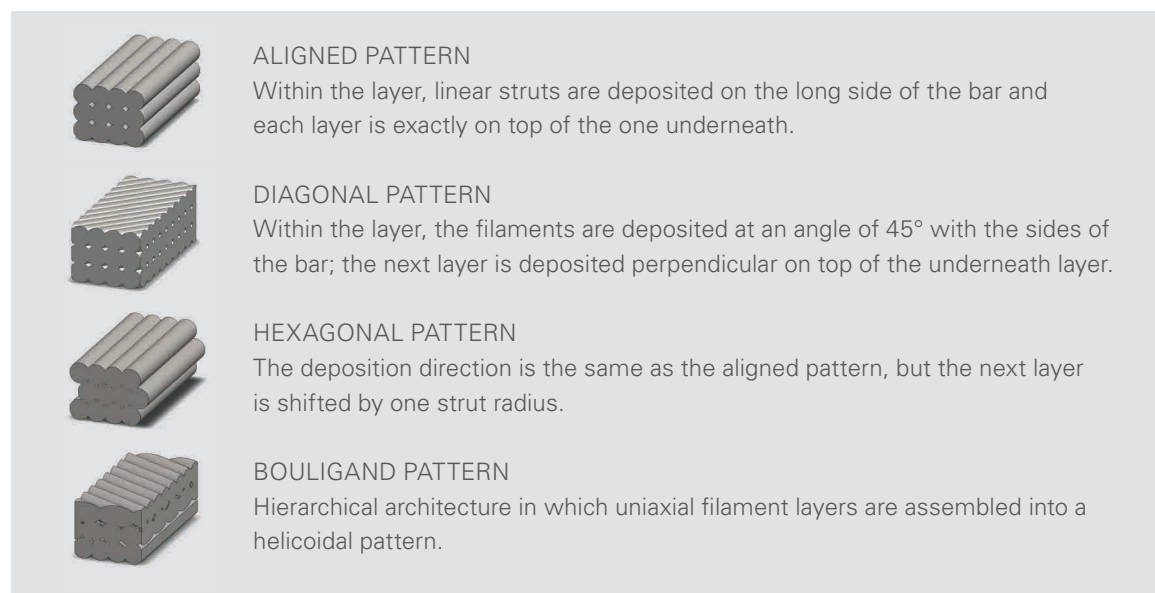 ALIGNED PATTERN
Within the layer, linear struts are deposited on the long side of the bar and
each layer is exactly on top of the one underneath.
DIAGONAL PATTERN
Within the layer, the filaments are deposited at an angle of 45° with the sides of
the bar; the next layer is deposited perpendicular on top of the underneath layer.
HEXAGONAL PATTERN
The deposition direction is the same as the aligned pattern, but the next layer
is shifted by one strut radius.
BOULIGAND PATTERN
Hierarchical architecture in which uniaxial filament layers are assembled into a
helicoidal pattern.